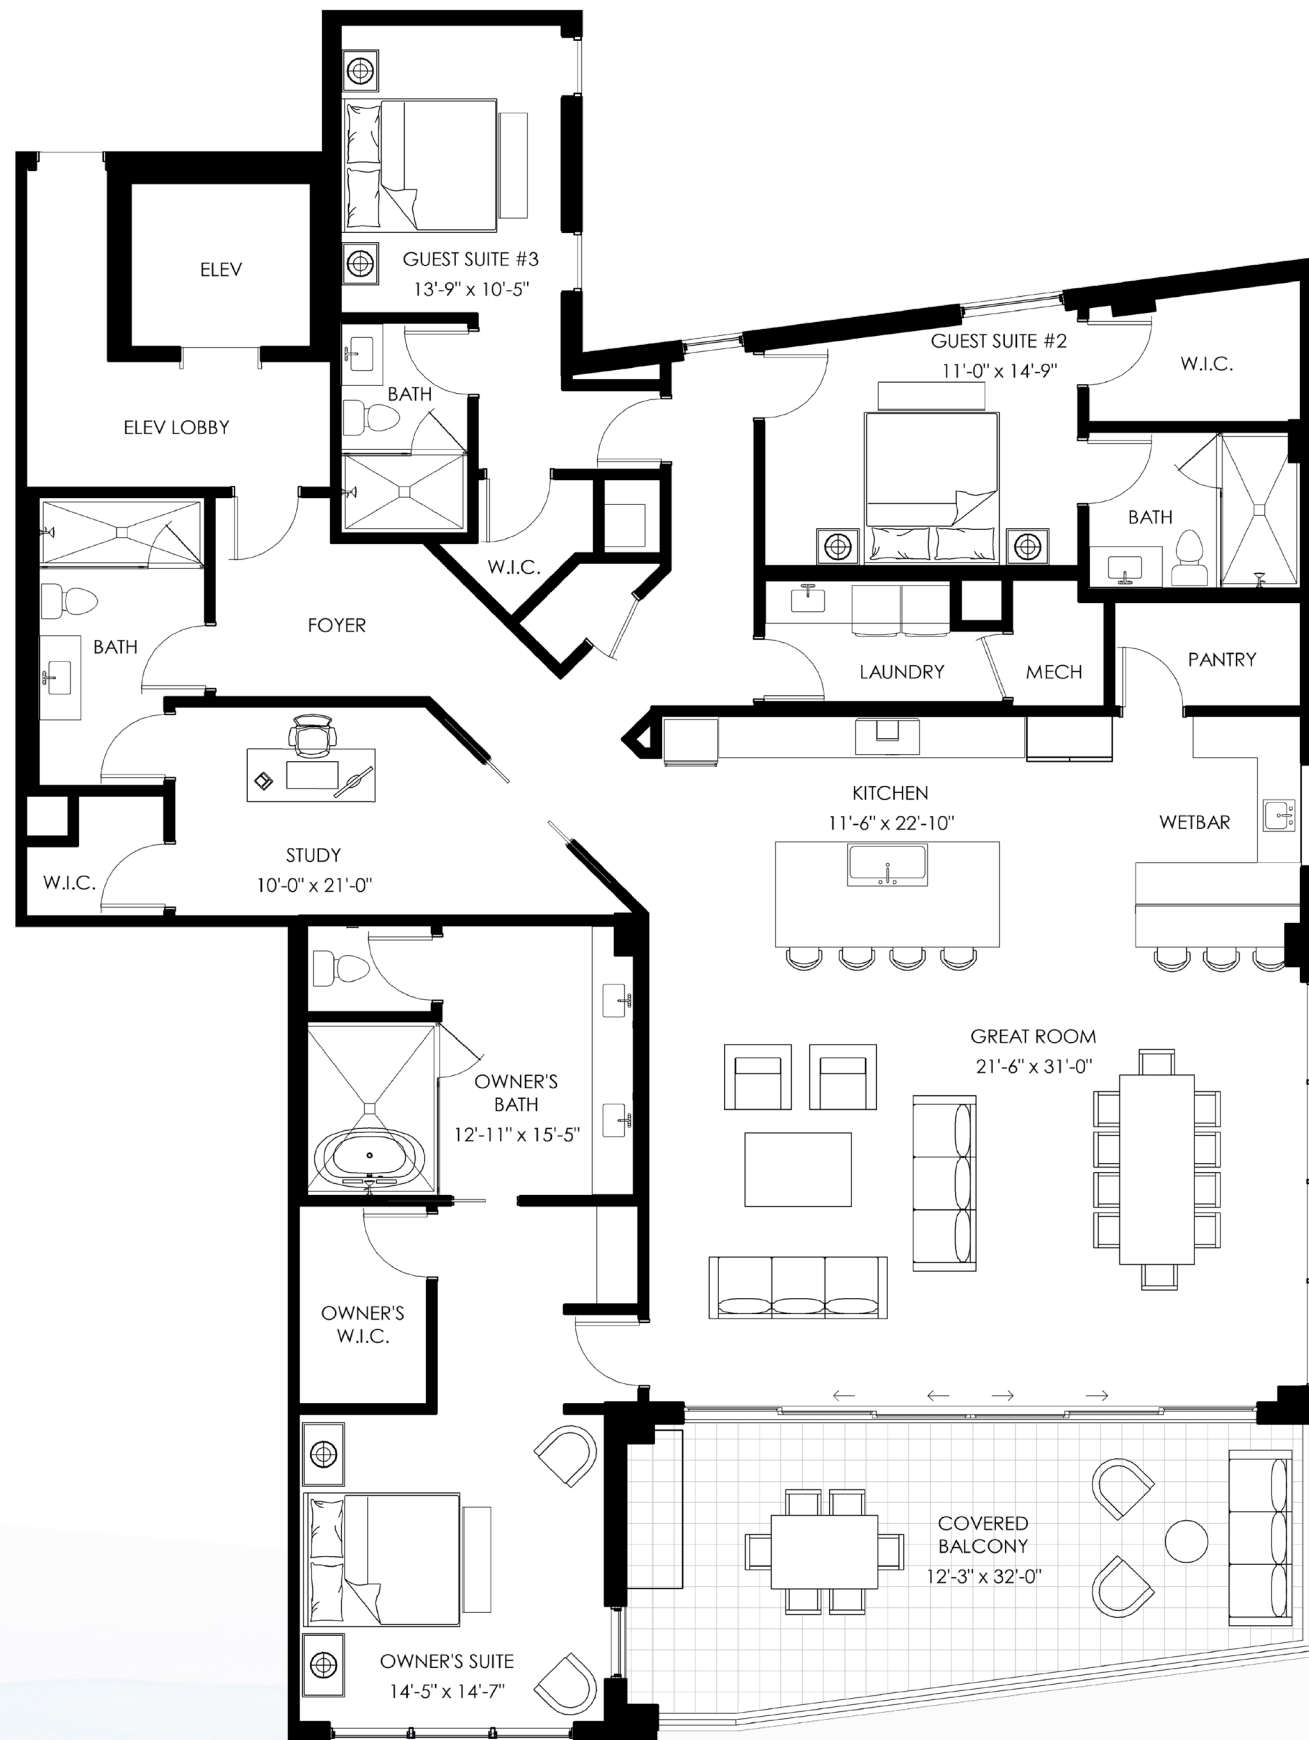 GUEST SUITE #3
13'-9" x 10'-5"
ELEV
GUEST SUITE #2
11'-0" x 14'-9"
W.I.C.
BATH
ELEV LOBBY
BATH
W.I.C.
FOYER
BATH
LAUNDRY
MECH
PANTRY
KITCHEN
11'-6" x 22'-10"
WETBAR
STUDY
10'-0" x 21'-0"
W.I.C.
GREAT ROOM
21'-6" x 31'-0"
OWNER'S
BATH
12'-11" x 15'-5"
OWNER'S
W.I.C.
COVERED
BALCONY
12'-3" x 32'-0"
OWNER'S SUITE
14'-5" x 14'-7"